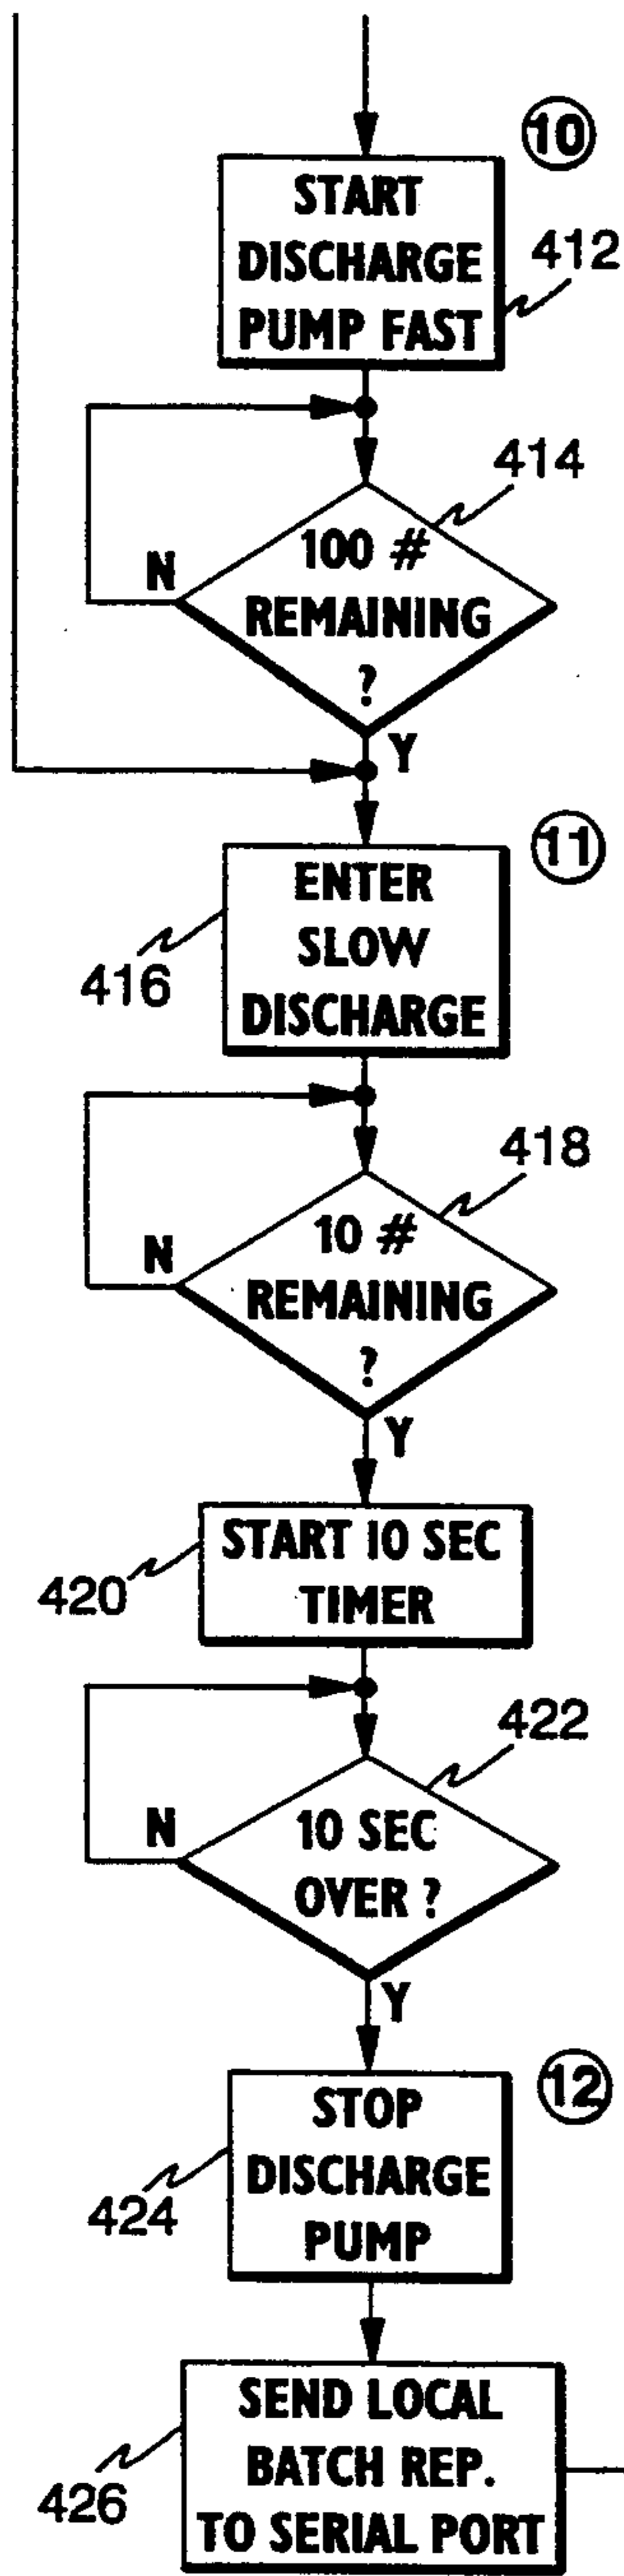 10
START
DISCHARGE
PUMP FAST
412
414
100 #
REMAINING
?
N
Y
11
ENTER
SLOW
DISCHARGE
416
418
10 #
REMAINING
?
N
Y
START 10 SEC
TIMER
420
422
10 SEC
OVER ?
N
Y
12
STOP
DISCHARGE
PUMP
424
SEND LOCAL
BATCH REP.
TO SERIAL PORT
426